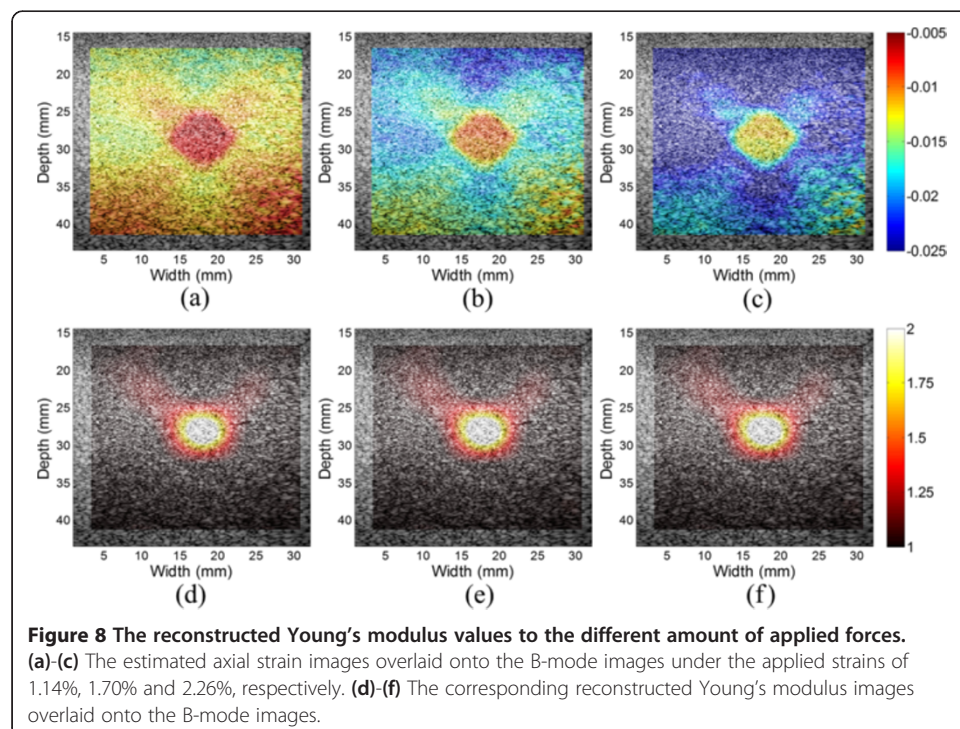 15
20
25
30
35
40
Depth (mm)
5 10 15 20 25 30
Width (mm)
(a)
15
20
25
30
35
40
Depth (mm)
5 10 15 20 25 30
Width (mm)
(b)
15
20
25
30
35
40
Depth (mm)
5 10 15 20 25 30
Width (mm)
(c)
-0.005
-0.01
-0.015
-0.02
-0.025
15
20
25
30
35
40
Depth (mm)
5 10 15 20 25 30
Width (mm)
(d)
15
20
25
30
35
40
Depth (mm)
5 10 15 20 25 30
Width (mm)
(e)
15
20
25
30
35
40
Depth (mm)
5 10 15 20 25 30
Width (mm)
(f)
2
1.75
1.5
1.25
1
Figure 8 The reconstructed Young's modulus values to the different amount of applied forces.
(a)-(c) The estimated axial strain images overlaid onto the B-mode images under the applied strains of
1.14%, 1.70% and 2.26%, respectively. (d)-(f) The corresponding reconstructed Young's modulus images
overlaid onto the B-mode images.